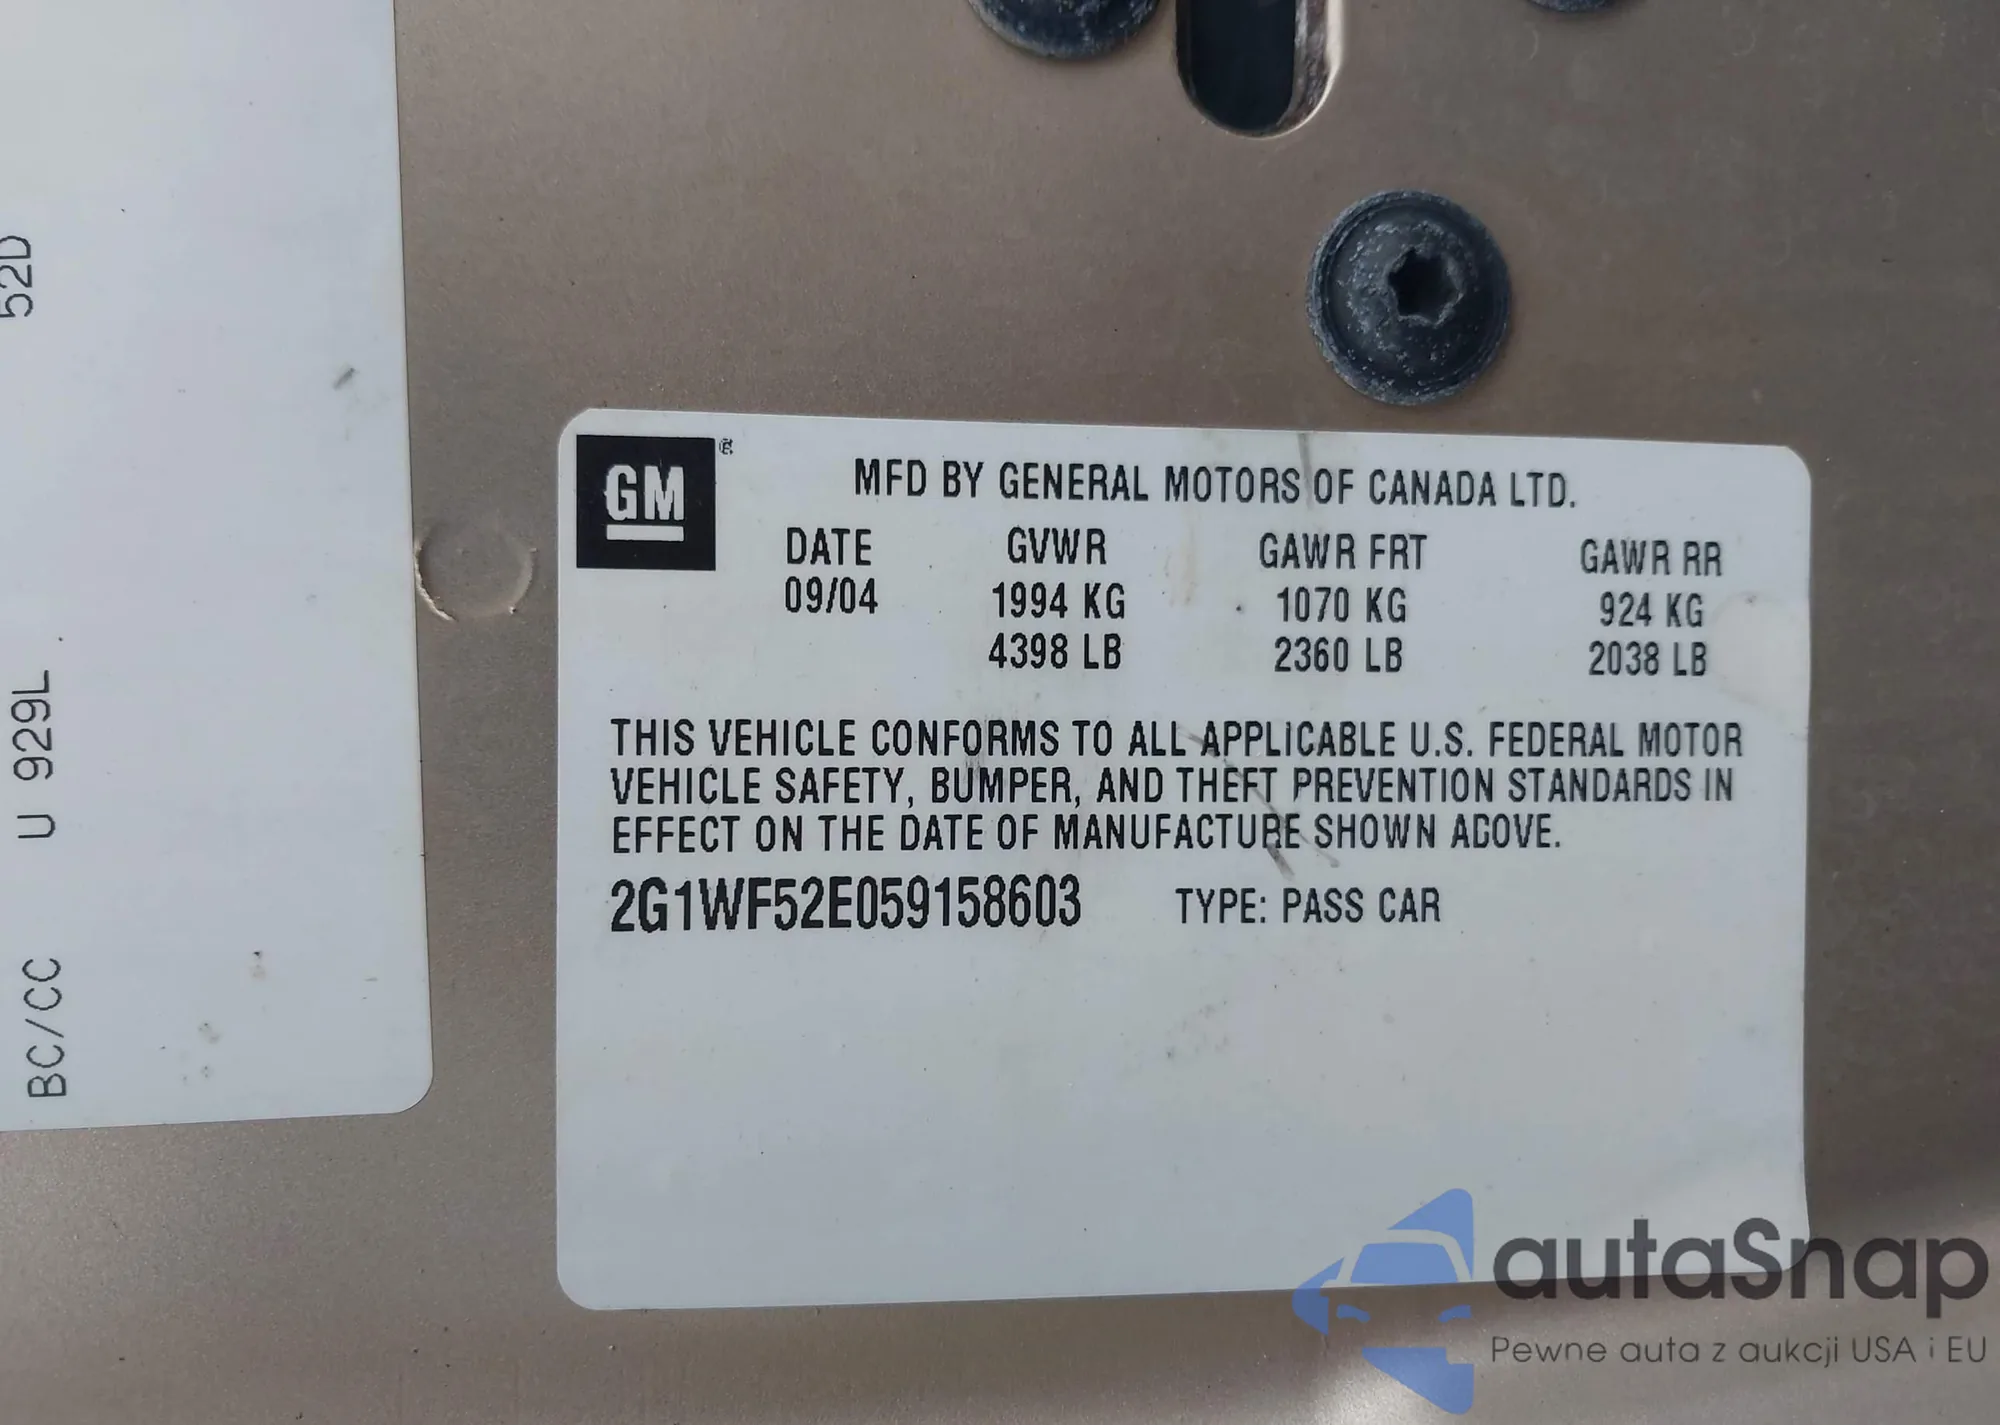 52D
U 929L
BC/CC
GM®
MFD BY GENERAL MOTORS OF CANADA LTD.
DATE GVWR GAWR FRT GAWR RR
09/04 1994 KG 1070 KG 924 KG
4398 LB 2360 LB 2038 LB
THIS VEHICLE CONFORMS TO ALL APPLICABLE U.S. FEDERAL MOTOR
VEHICLE SAFETY, BUMPER, AND THEFT PREVENTION STANDARDS IN
EFFECT ON THE DATE OF MANUFACTURE SHOWN ABOVE.
2G1WF52E059158603 TYPE: PASS CAR
autaSnap
Pewne auta z aukcji USA i EU